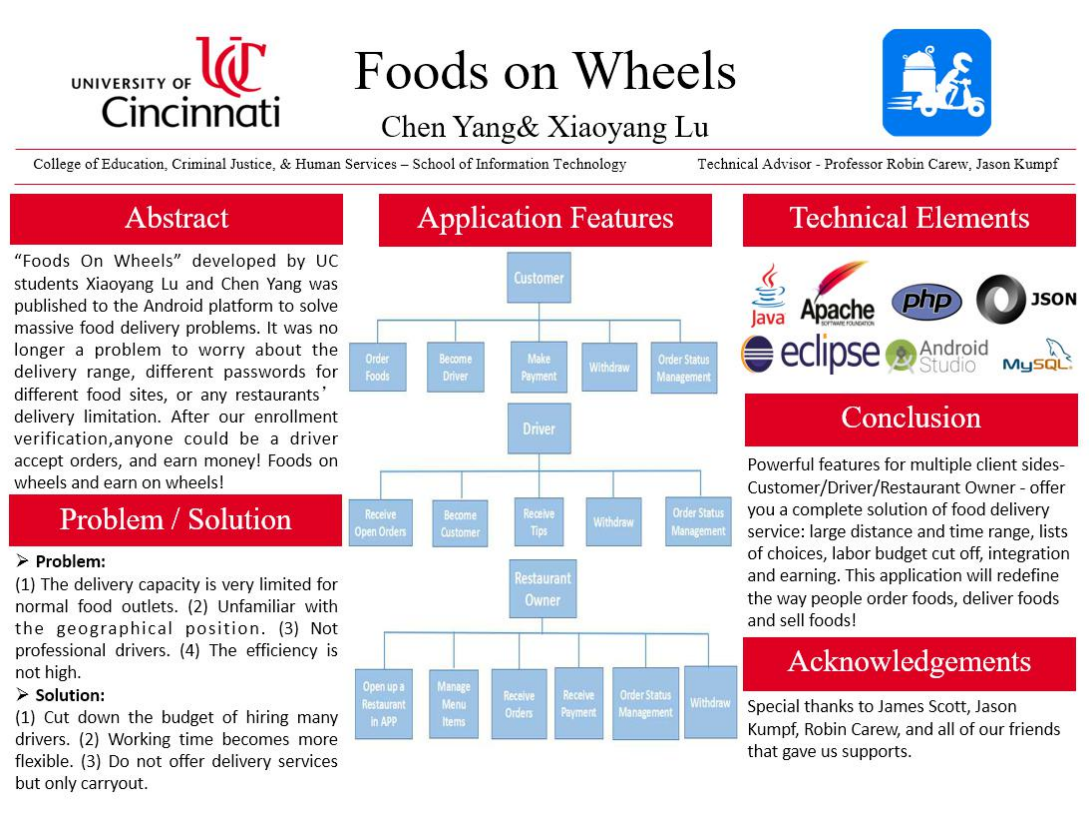 UNIVERSITY OF
Cincinnati
Foods on Wheels
Chen Yang& Xiaoyang Lu
College of Education, Criminal Justice, & Human Services – School of Information Technology
Technical Advisor - Professor Robin Carew, Jason Kumpf
Abstract
“Foods On Wheels” developed by UC
students Xiaoyang Lu and Chen Yang was
published to the Android platform to solve
massive food delivery problems. It was no
longer a problem to worry about the
delivery range, different passwords for
different food sites, or any restaurants’
delivery limitation. After our enrollment
verification,anyone could be a driver
accept orders, and earn money! Foods on
wheels and earn on wheels!
Problem / Solution
➢ Problem:
(1) The delivery capacity is very limited for
normal food outlets. (2) Unfamiliar with
the geographical position. (3) Not
professional drivers. (4) The efficiency is
not high.
➢ Solution:
(1) Cut down the budget of hiring many
drivers. (2) Working time becomes more
flexible. (3) Do not offer delivery services
but only carryout.
Application Features
Customer
Order
Foods
Become
Driver
Make
Payment
Withdraw
Order Status
Management
Driver
Receive
Open Orders
Become
Customer
Receive
Tips
Withdraw
Order Status
Management
Restaurant
Owner
Open up a
Restaurant
in APP
Manage
Menu
Items
Receive
Orders
Receive
Payment
Order Status
Management
Withdraw
Technical Elements
Java
Apache
SOFTWARE FOUNDATION
php
JSON
eclipse
Android
Studio
MySQL
Conclusion
Powerful features for multiple client sides-
Customer/Driver/Restaurant Owner - offer
you a complete solution of food delivery
service: large distance and time range, lists
of choices, labor budget cut off, integration
and earning. This application will redefine
the way people order foods, deliver foods
and sell foods!
Acknowledgements
Special thanks to James Scott, Jason
Kumpf, Robin Carew, and all of our friends
that gave us supports.